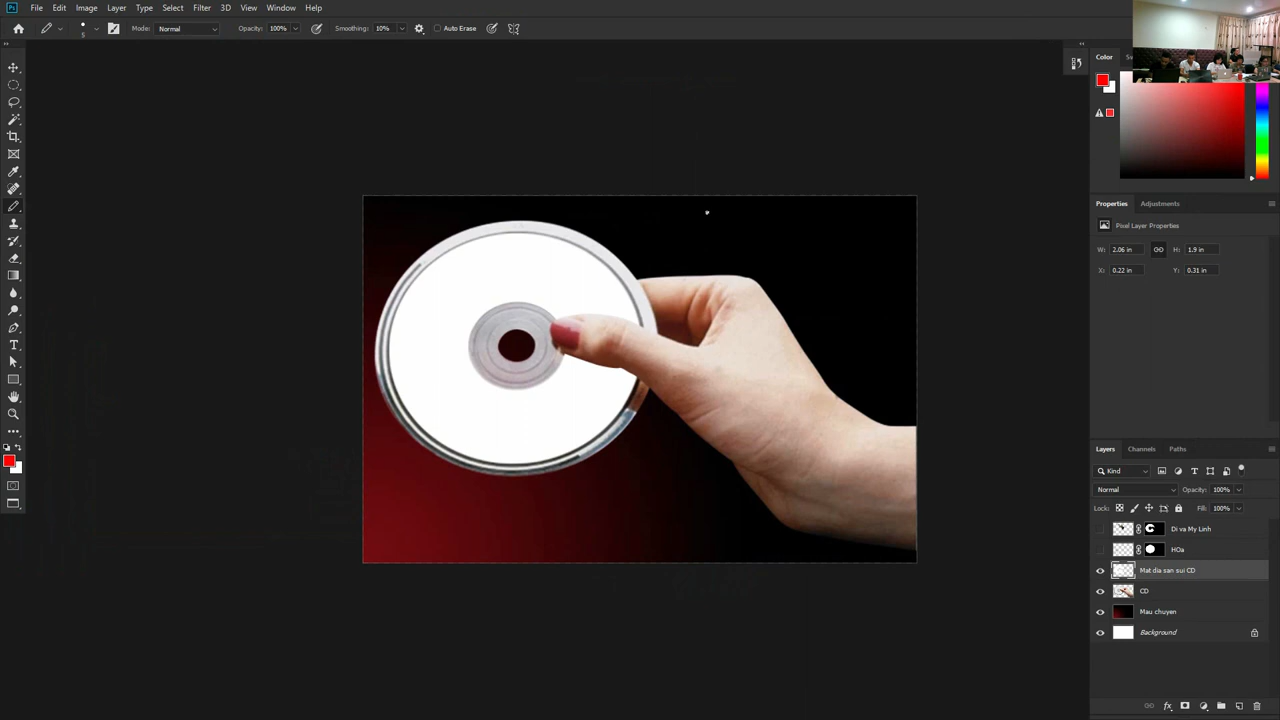 Ps File Edit Image Layer Type Select Filter 3D View Window Help
5 Mode: Normal Opacity: 100% Smoothing: 10% Auto Erase
Color
Properties Adjustments
Pixel Layer Properties
W: 2.06 in H: 1.9 in
X: 0.22 in Y: 0.31 in
Layers Channels Paths
Kind
Normal Opacity: 100%
Lock: Fill: 100%
Di va My Linh
HOa
Mat dia san sui CD
CD
Mau chuyen
Background